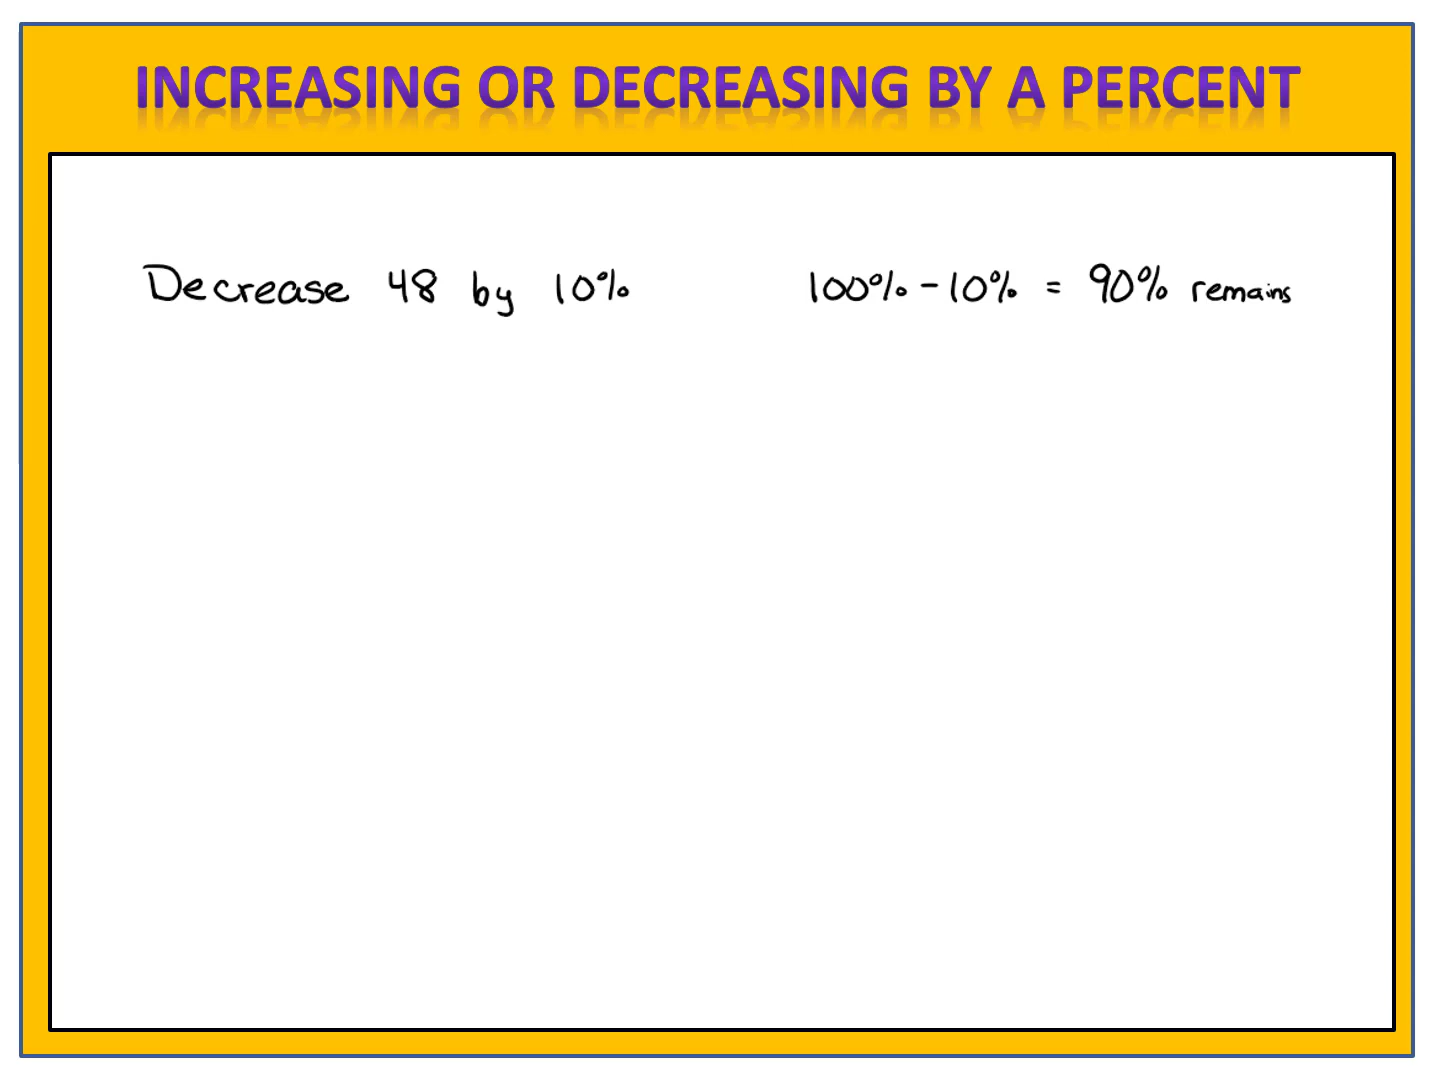 INCREASING OR DECREASING BY A PERCENT
Decrease 48 by 10% 100% - 10% = 90% remains